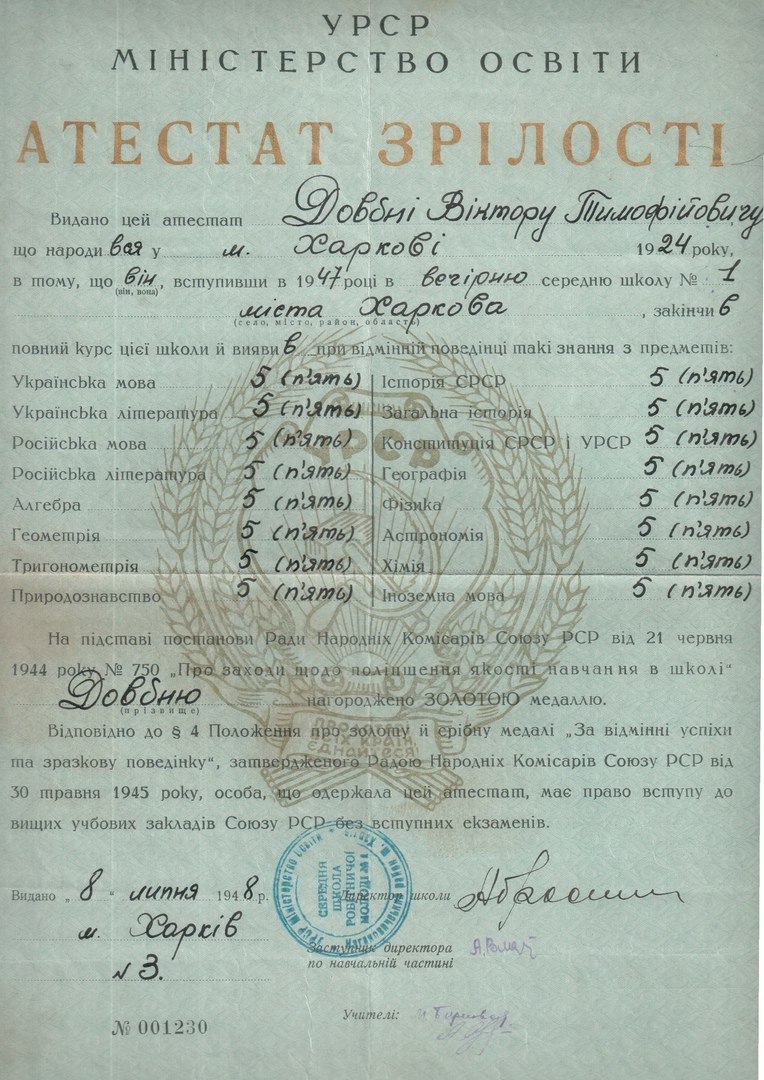 УРСР
МІНІСТЕРСТВО ОСВІТИ
АТЕСТАТ ЗРІЛОСТІ
Видано цей атестат Довбні Віктору Тимофійовичу
що народився у м. Харкові 1924 року,
в тому, що він, вступивши в 1947 році в вечірню середню школу № 1
(він, вона)
міста Харкова, закінчив
(село, місто, район, область)
повний курс цієї школи й виявив при відмінній поведінці такі знання з предметів:
Українська мова 5 (п'ять) Історія СРСР 5 (п'ять)
Українська література 5 (п'ять) Загальна історія 5 (п'ять)
Російська мова 5 (п'ять) Конституція СРСР і УРСР 5 (п'ять)
Російська література 5 (п'ять) Географія 5 (п'ять)
Алгебра 5 (п'ять) Фізика 5 (п'ять)
Геометрія 5 (п'ять) Астрономія 5 (п'ять)
Тригонометрія 5 (п'ять) Хімія 5 (п'ять)
Природознавство 5 (п'ять) Іноземна мова 5 (п'ять)
УРСР
На підставі постанови Ради Народніх Комісарів Союзу РСР від 21 червня
1944 року № 750 „Про заходи щодо поліпшення якості навчання в школі“
Довбню нагороджено ЗОЛОТОЮ медаллю.
(прізвище)
Відповідно до § 4 Положення про золоту й срібну медалі „За відмінні успіхи
та зразкову поведінку“, затвердженого Радою Народніх Комісарів Союзу РСР від
30 травня 1945 року, особа, що одержала цей атестат, має право вступу до
вищих учбових закладів Союзу РСР без вступних екзаменів.
Видано „8“ липня 1948 р. Директор школи
м. Харків
СЕРЕДНЯ
ШКОЛА
РОБІТНИЧОЇ
МОЛОДІ № 1
УРСР Міністерство Освіти
Заступник директора
по навчальній частині
N 3.
Учителі:
№ 001230